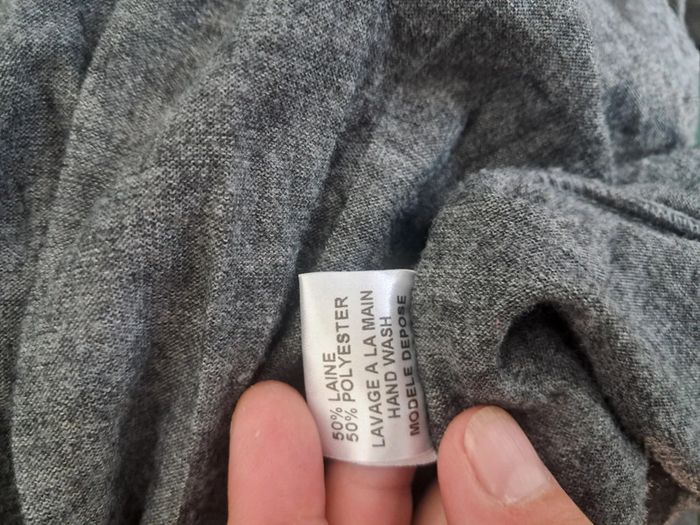 50% LAINE
50% POLYESTER
LAVAGE A LA MAIN
HAND WASH
MODELE DEPOSE